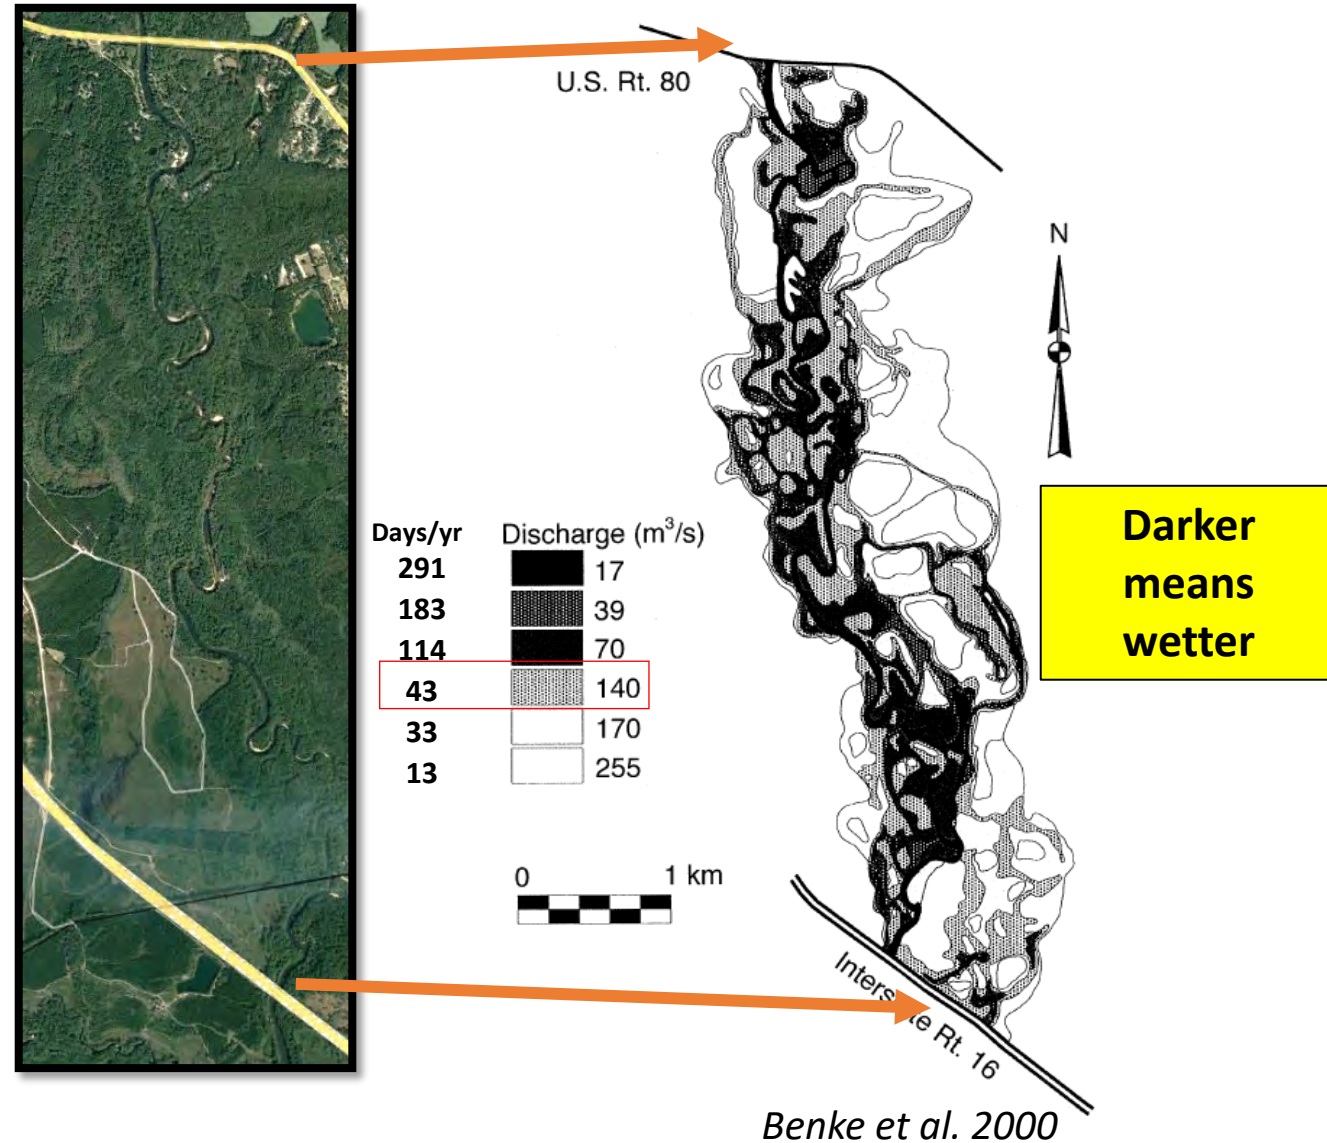 U.S. Rt. 80
N
Darker
means
wetter
Days/yr Discharge (m³/s)
291 17
183 39
114 70
43 140
33 170
13 255
0 1 km
Interstate Rt. 16
Benke et al. 2000